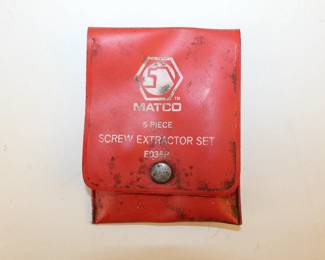 MATCO
5 PIECE
SCREW EXTRACTOR SET